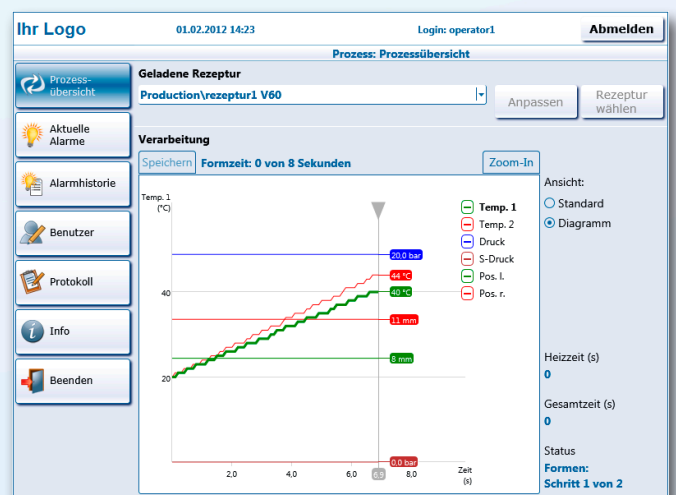 Ihr Logo
01.02.2012 14:23
Login: operator1
Abmelden
Prozess: Prozessübersicht
Prozess-
übersicht
Aktuelle
Alarme
Alarmhistorie
Benutzer
Protokoll
Info
Beenden
Geladene Rezeptur
Production\rezeptur1 V60
Anpassen
Rezeptur
wählen
Verarbeitung
Speichern
Formzeit: 0 von 8 Sekunden
Zoom-In
Temp. 1
(°C)
40
20
20,0 bar
44 °C
40 °C
11 mm
8 mm
0,0 bar
2,0
4,0
6,0
6,9
8,0
Zeit
(s)
Temp. 1
Temp. 2
Druck
S-Druck
Pos. l.
Pos. r.
Ansicht:
Standard
Diagramm
Heizzeit (s)
0
Gesamtzeit (s)
0
Status
Formen:
Schritt 1 von 2